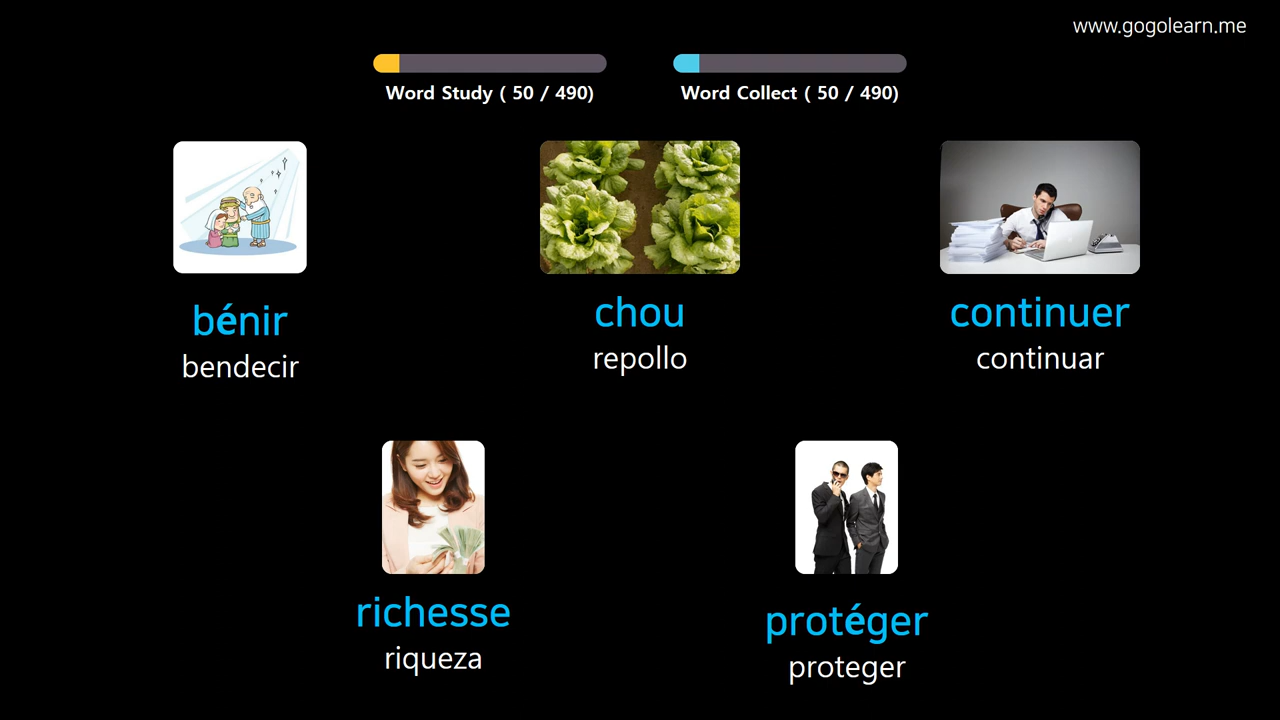 www.gogolearn.me
Word Study ( 50 / 490)
Word Collect ( 50 / 490)
bénir
bendecir
chou
repollo
continuer
continuar
richesse
riqueza
protéger
proteger